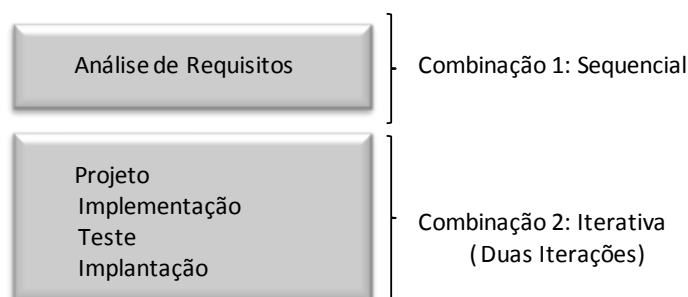 Análise de Requisitos
Combinação 1: Sequencial
Projeto
Implementação
Teste
Implantação
Combinação 2: Iterativa
(Duas Iterações)